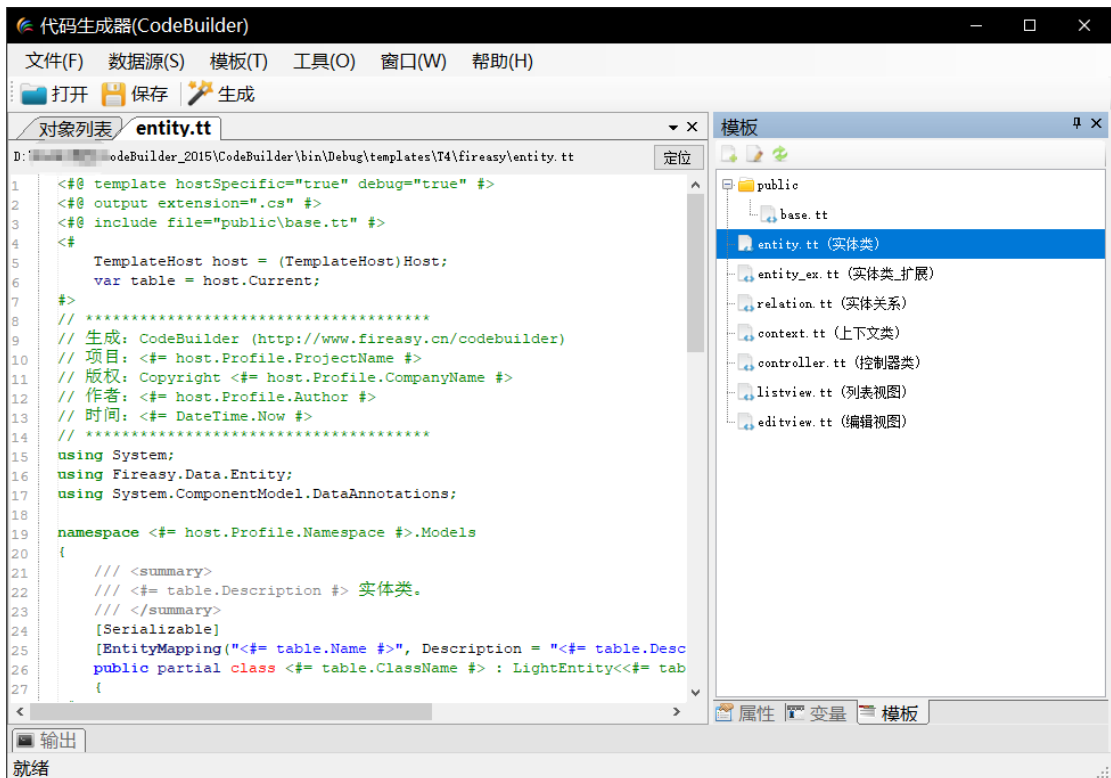 代码生成器(CodeBuilder)
文件(F) 数据源(S) 模板(T) 工具(O) 窗口(W) 帮助(H)
打开 保存 生成
对象列表 entity.tt
D: odeBuilder_2015\CodeBuilder\bin\Debug\templates\T4\fireasy\entity.tt 定位
1 <#@ template hostSpecific="true" debug="true" #>
2 <#@ output extension=".cs" #>
3 <#@ include file="public\base.tt" #>
4 <#
5 TemplateHost host = (TemplateHost)Host;
6 var table = host.Current;
7 #>
8 // **************************************
9 // 生成: CodeBuilder (http://www.fireasy.cn/codebuilder)
10 // 项目: <#= host.Profile.ProjectName #>
11 // 版权: Copyright <#= host.Profile.CompanyName #>
12 // 作者: <#= host.Profile.Author #>
13 // 时间: <#= DateTime.Now #>
14 // **************************************
15 using System;
16 using Fireasy.Data.Entity;
17 using System.ComponentModel.DataAnnotations;
18
19 namespace <#= host.Profile.Namespace #>.Models
20 {
21 /// <summary>
22 /// <#= table.Description #> 实体类。
23 /// </summary>
24 [Serializable]
25 [EntityMapping("<#= table.Name #>", Description = "<#= table.Desc
26 public partial class <#= table.ClassName #> : LightEntity<<#= tab
27 {
模板
public
base.tt
entity.tt (实体类)
entity_ex.tt (实体类_扩展)
relation.tt (实体关系)
context.tt (上下文类)
controller.tt (控制器类)
listview.tt (列表视图)
editview.tt (编辑视图)
属性 变量 模板
输出
就绪